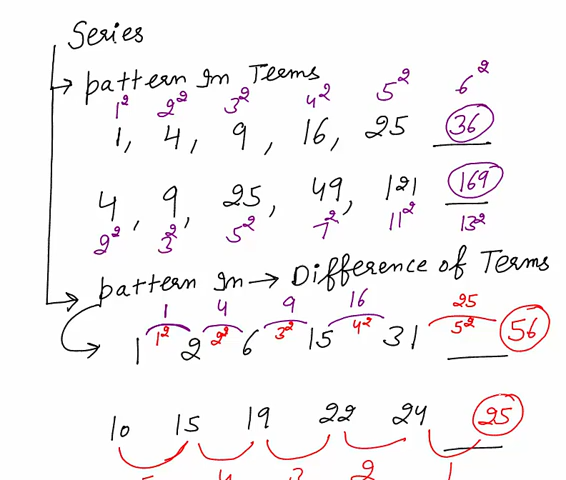 Series
→ pattern In Terms
1² 2² 3² 4² 5² 6²
1, 4, 9, 16, 25 36
4, 9, 25, 49, 121 169
2² 3² 5² 7² 11² 13²
pattern In → Difference of Terms
1 4 9 16 25
1² 2² 3² 4² 5²
1 2 6 15 31 56
10 15 19 22 24 25
5 4 3 2 1